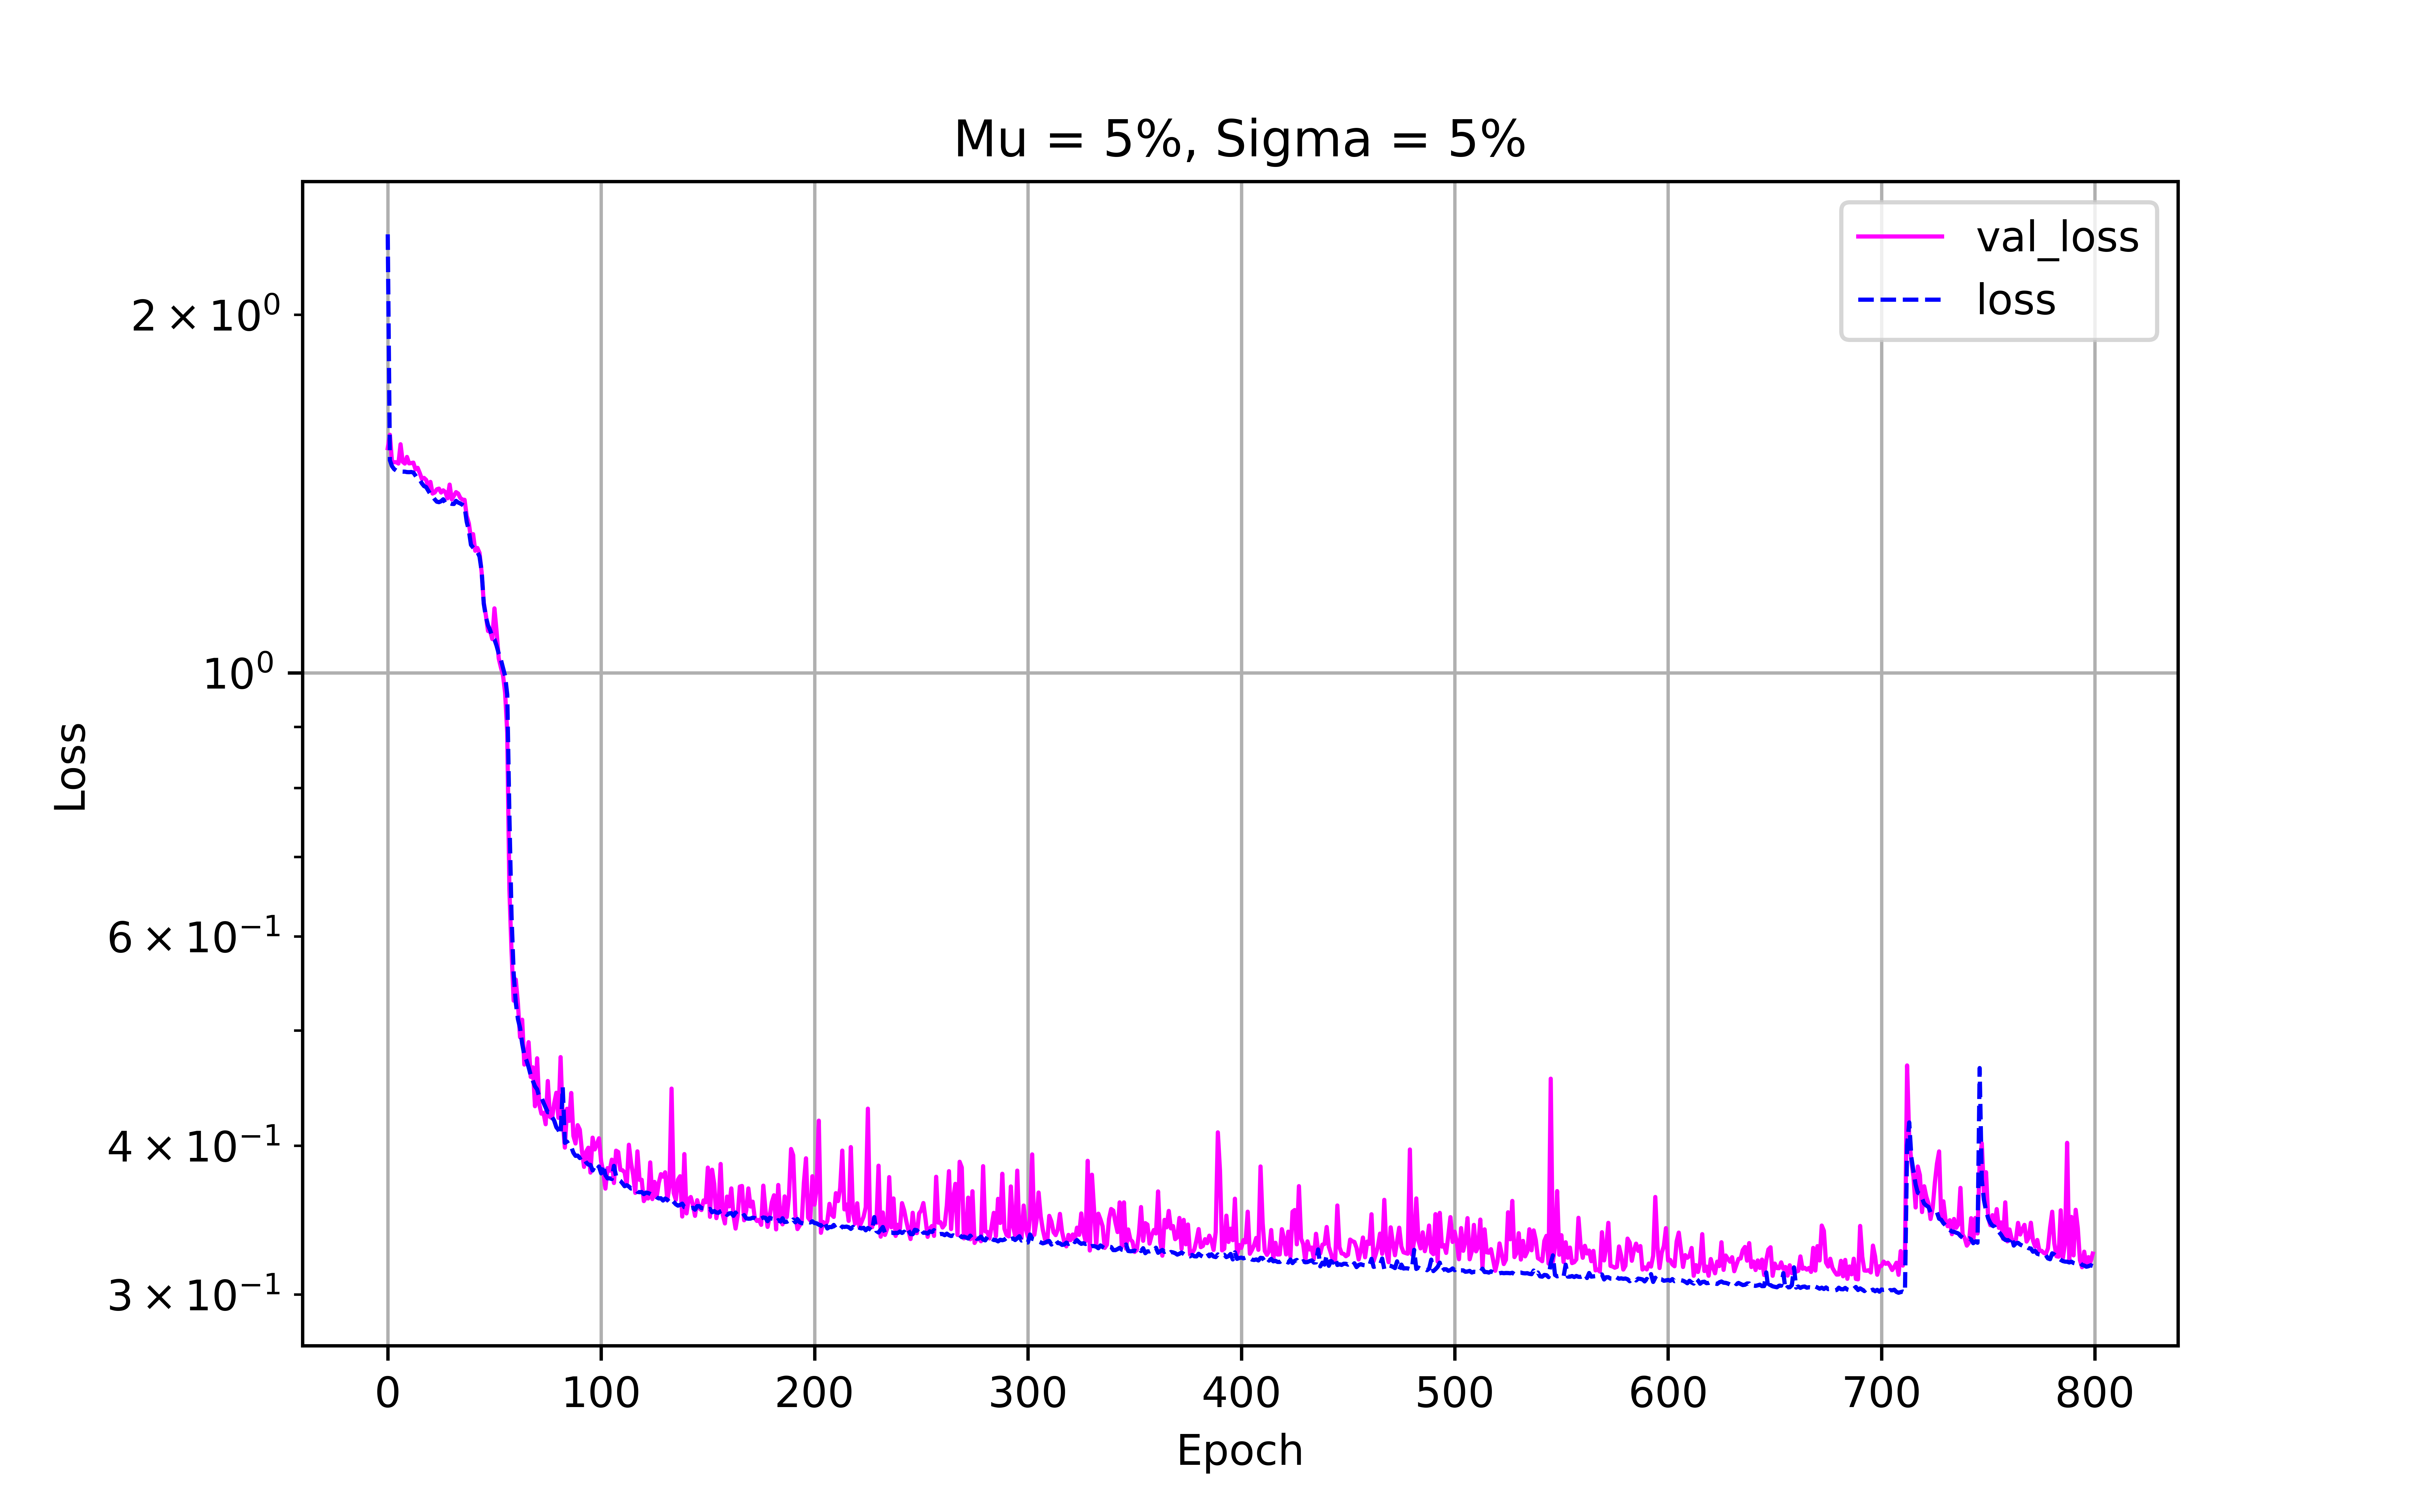 Mu = 5%, Sigma = 5%
val_loss
loss
2 × 10⁰
10⁰
6 × 10⁻¹
4 × 10⁻¹
3 × 10⁻¹
Loss
0 100 200 300 400 500 600 700 800
Epoch